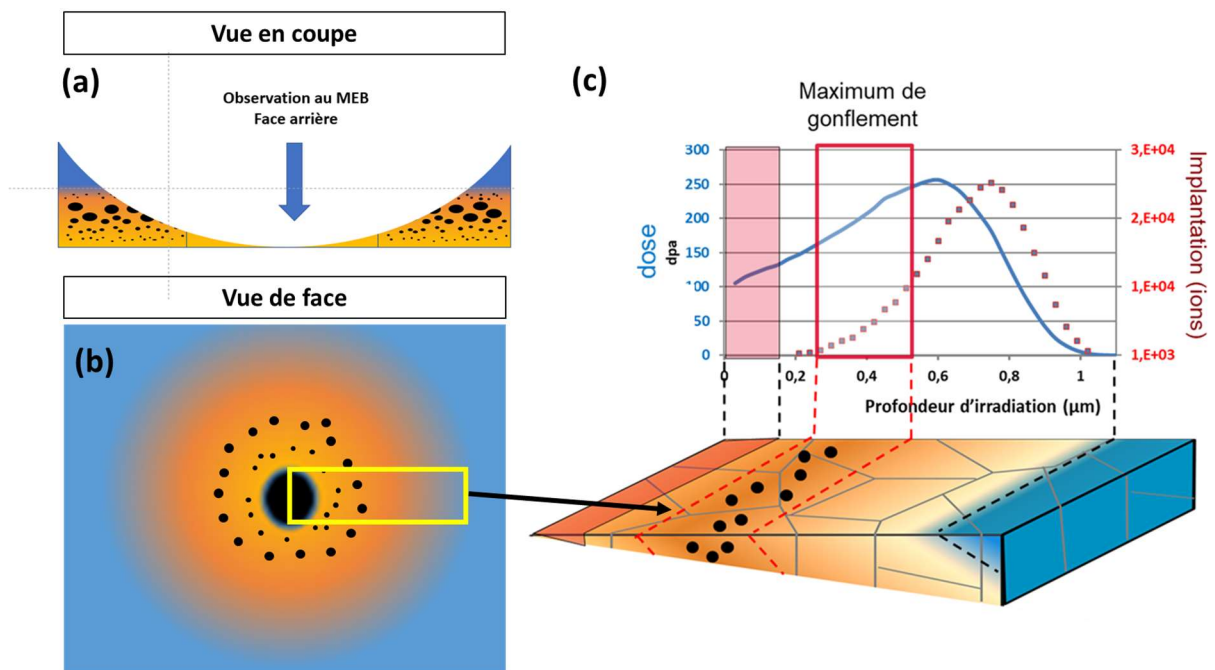 Vue en coupe
(a)
Observation au MEB
Face arrière
Vue de face
(b)
(c)
Maximum de
gonflement
300
250
200
150
100
50
0
dose
dpa
3,E+04
2,E+04
1,E+04
1,E+03
Implantation (ions)
0
0,2
0,4
0,6
0,8
1
Profondeur d'irradiation (µm)